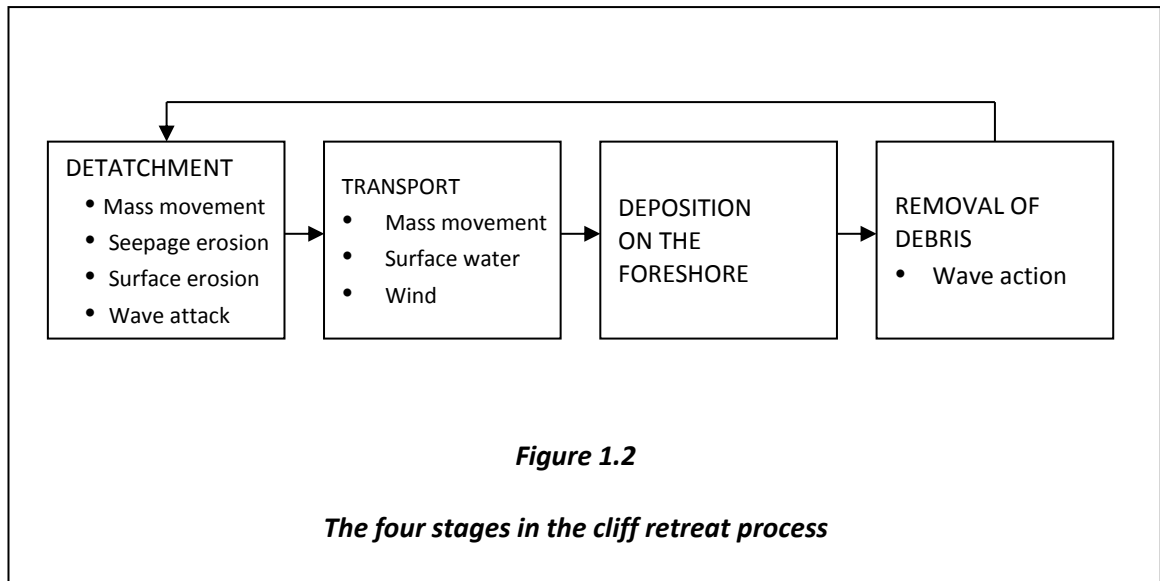 DETATCHMENT
• Mass movement
• Seepage erosion
• Surface erosion
• Wave attack
TRANSPORT
• Mass movement
• Surface water
• Wind
DEPOSITION
ON THE
FORESHORE
REMOVAL OF
DEBRIS
• Wave action
Figure 1.2
The four stages in the cliff retreat process